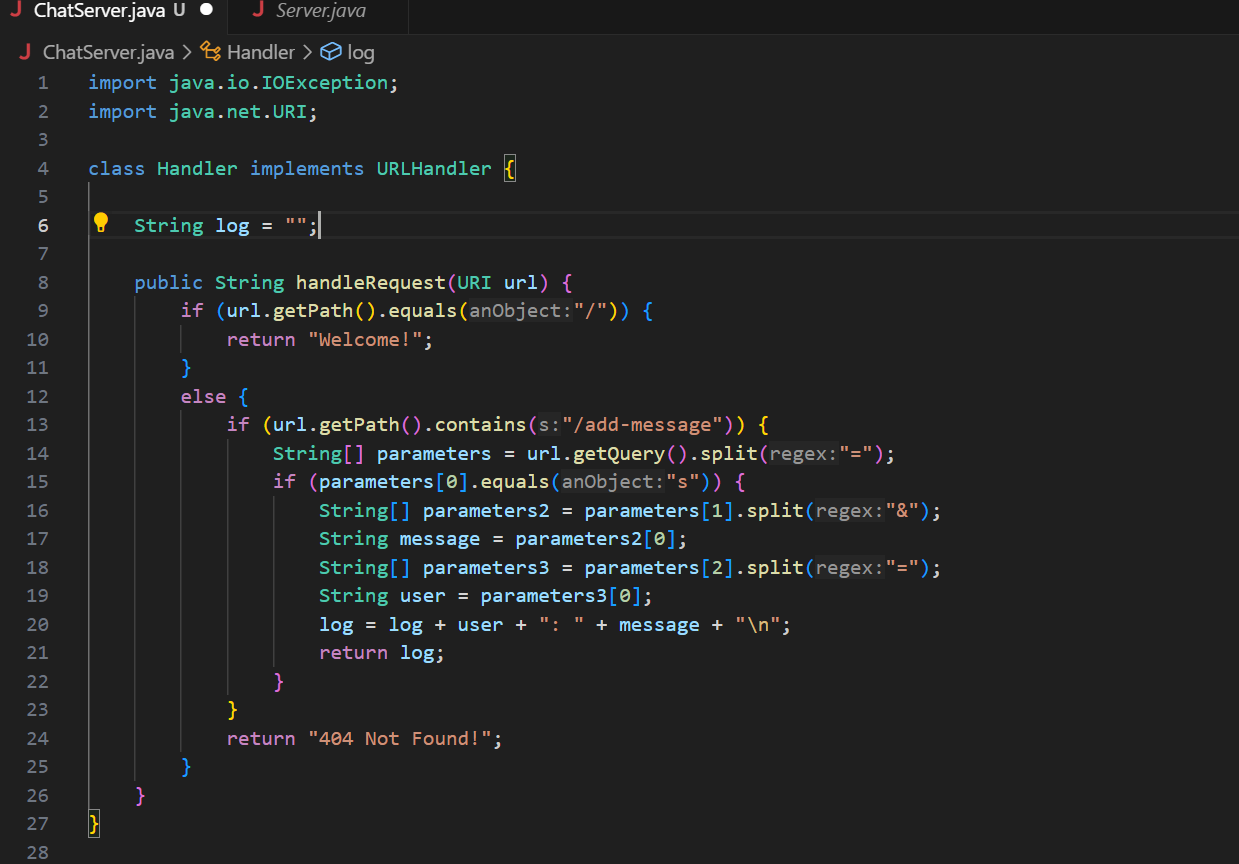 ChatServer.java U
Server.java
ChatServer.java > Handler > log
1 import java.io.IOException;
2 import java.net.URI;
3
4 class Handler implements URLHandler {
5
6 String log = "";
7
8 public String handleRequest(URI url) {
9 if (url.getPath().equals(anObject:"/")) {
10 return "Welcome!";
11 }
12 else {
13 if (url.getPath().contains(s:"/add-message")) {
14 String[] parameters = url.getQuery().split(regex:"=");
15 if (parameters[0].equals(anObject:"s")) {
16 String[] parameters2 = parameters[1].split(regex:"&");
17 String message = parameters2[0];
18 String[] parameters3 = parameters[2].split(regex:"=");
19 String user = parameters3[0];
20 log = log + user + ": " + message + "\n";
21 return log;
22 }
23 }
24 return "404 Not Found!";
25 }
26 }
27 }
28